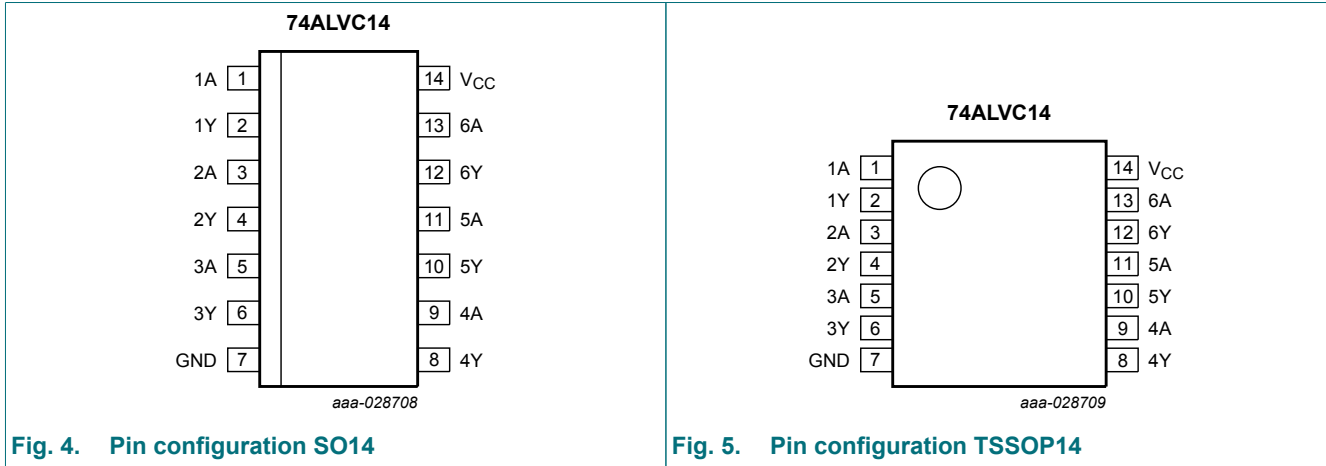 74ALVC14
1A 1 14 VCC
1Y 2 13 6A
2A 3 12 6Y
2Y 4 11 5A
3A 5 10 5Y
3Y 6 9 4A
GND 7 8 4Y
aaa-028708
Fig. 4. Pin configuration SO14
74ALVC14
1A 1 14 VCC
1Y 2 13 6A
2A 3 12 6Y
2Y 4 11 5A
3A 5 10 5Y
3Y 6 9 4A
GND 7 8 4Y
aaa-028709
Fig. 5. Pin configuration TSSOP14